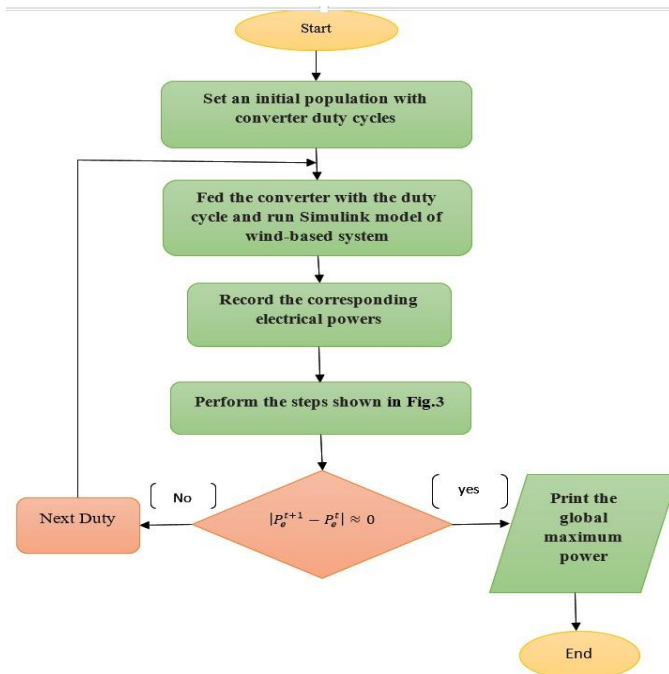 Start
Set an initial population with
converter duty cycles
Fed the converter with the duty
cycle and run Simulink model of
wind-based system
Record the corresponding
electrical powers
Perform the steps shown in Fig.3
No
yes
Next Duty
|P_e^{t+1} − P_e^t| ≈ 0
Print the
global
maximum
power
End